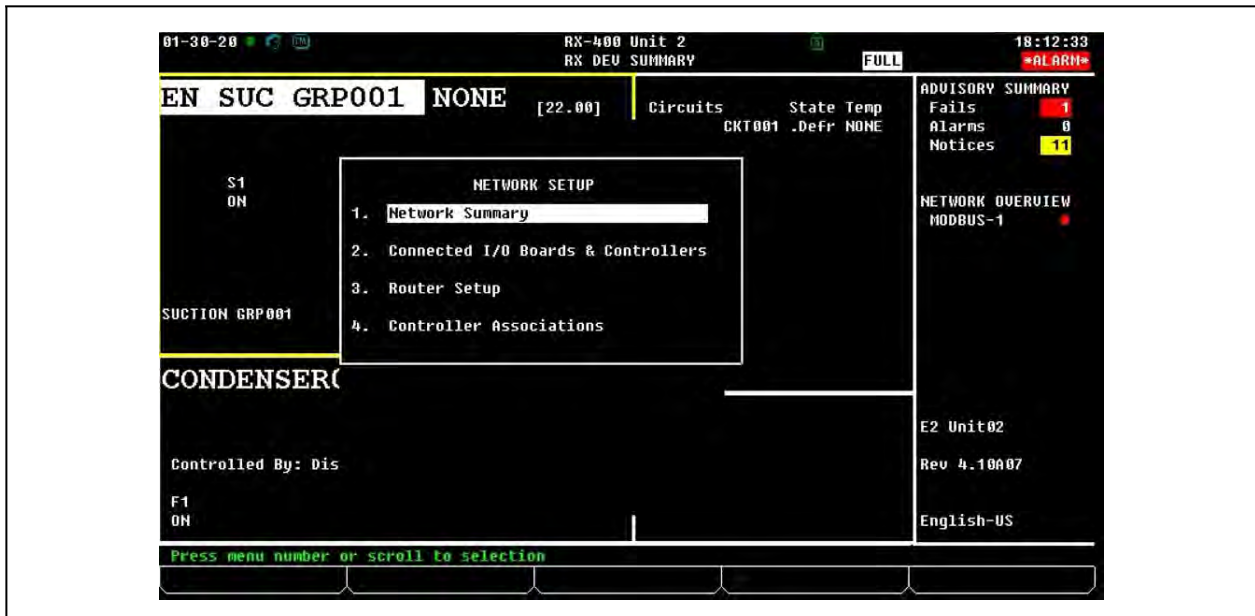 01-30-20 RX-400 Unit 2 18:12:33
RX DEV SUMMARY FULL *ALARM*
EN SUC GRP001 NONE [22.00] Circuits State Temp
CKT001 .Defr NONE
ADVISORY SUMMARY
Fails 1
Alarms 0
Notices 11
S1
ON
NETWORK SETUP
1. Network Summary
2. Connected I/O Boards & Controllers
3. Router Setup
4. Controller Associations
NETWORK OVERVIEW
MODBUS-1
SUCTION GRP001
CONDENSER(
Controlled By: Dis
F1
ON
E2 Unit02
Rev 4.10A07
English-US
Press menu number or scroll to selection